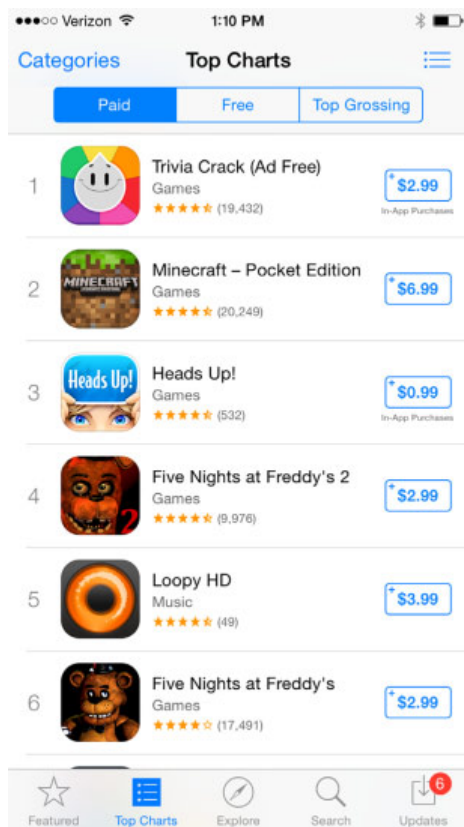 Verizon 1:10 PM
Categories Top Charts
Paid Free Top Grossing
1
Trivia Crack (Ad Free)
Games
(19,432)
+ $2.99
In-App Purchases
2
MINECRAFT
POCKET EDITION
Minecraft – Pocket Edition
Games
(20,249)
+ $6.99
3
Heads Up!
Heads Up!
Games
(532)
+ $0.99
In-App Purchases
4
2
Five Nights at Freddy's 2
Games
(9,976)
+ $2.99
5
Loopy HD
Music
(49)
+ $3.99
6
Five Nights at Freddy's
Games
(17,491)
+ $2.99
6
Featured Top Charts Explore Search Updates